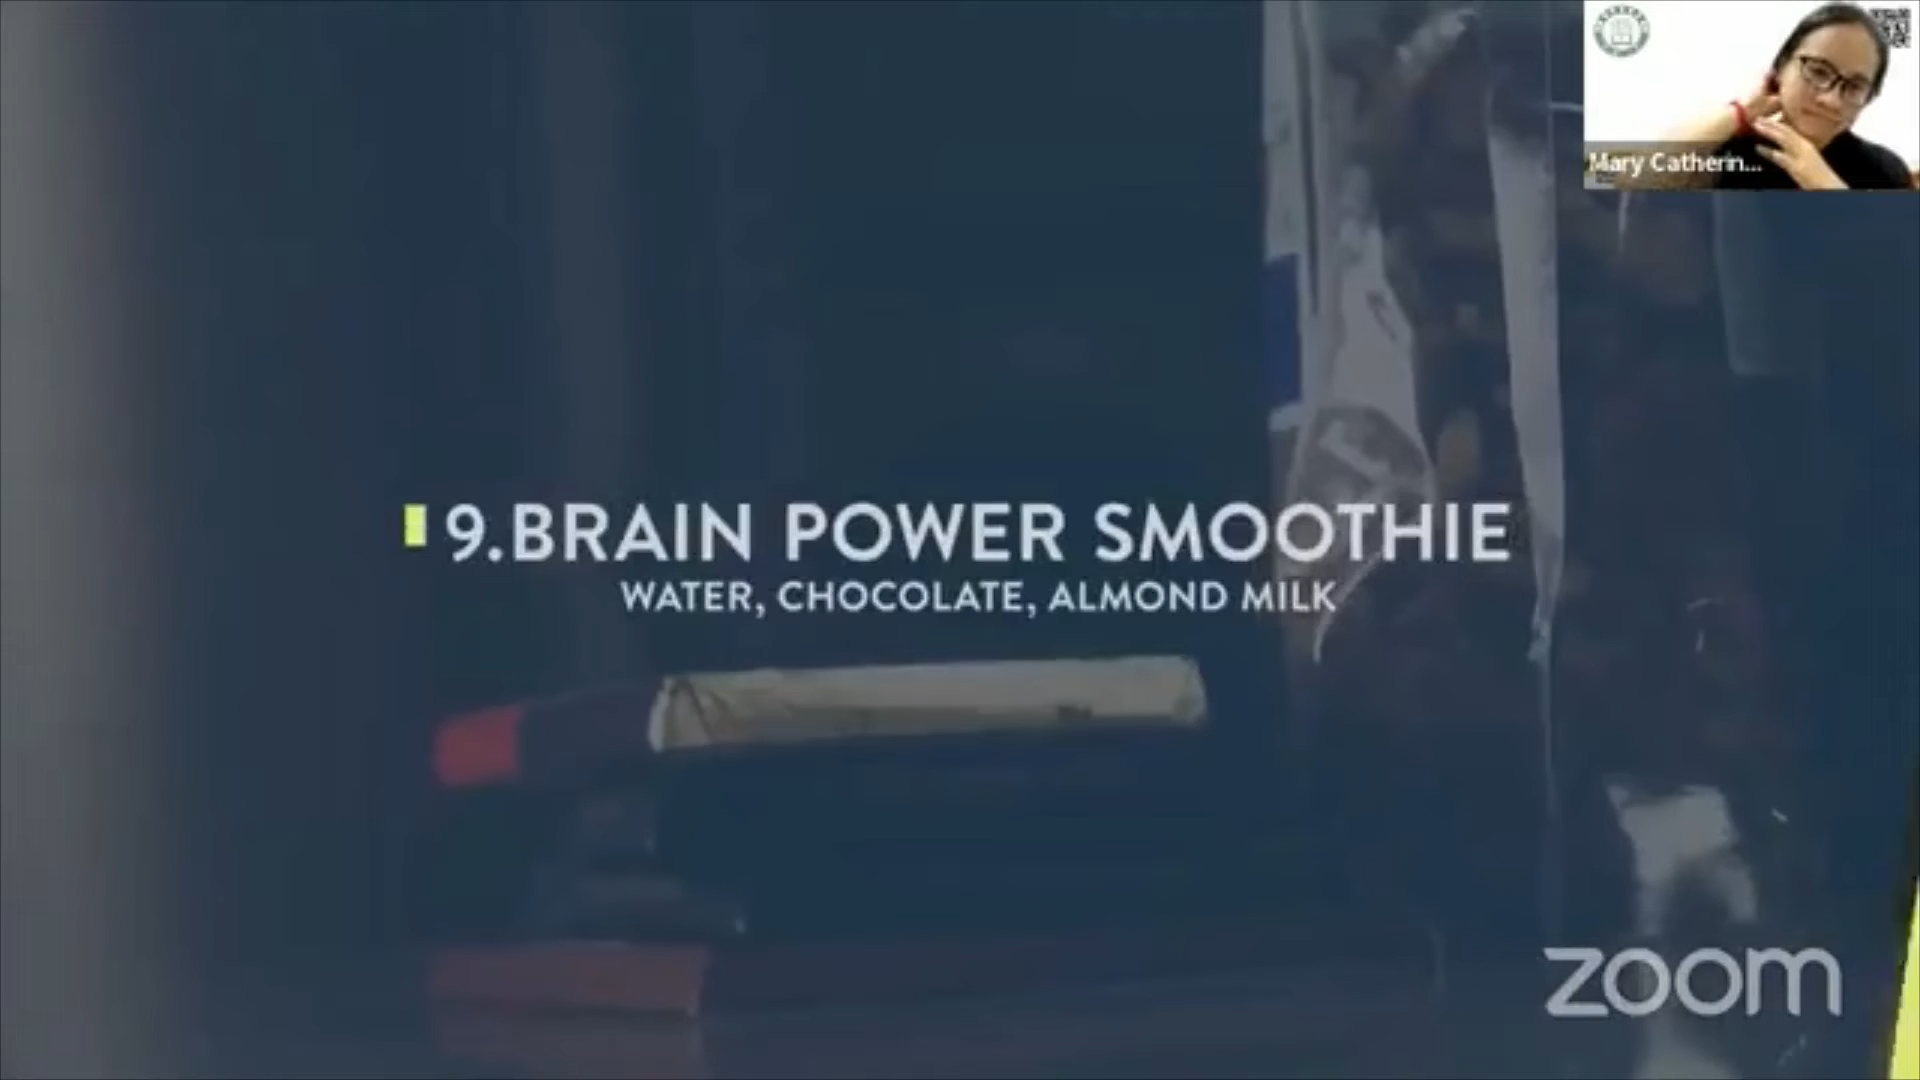 Mary Catherin...
9.BRAIN POWER SMOOTHIE
WATER, CHOCOLATE, ALMOND MILK
zoom